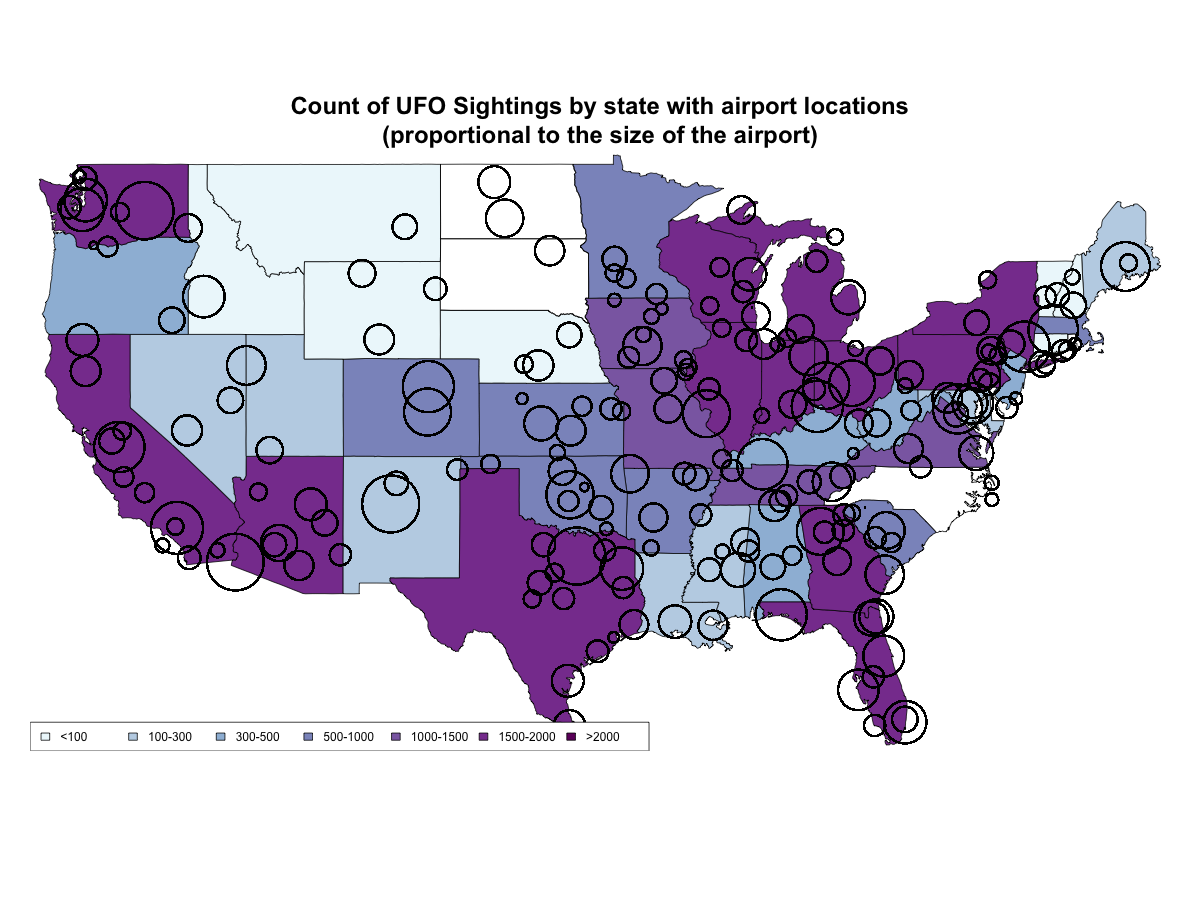 Count of UFO Sightings by state with airport locations
(proportional to the size of the airport)
<100 100-300 300-500 500-1000 1000-1500 1500-2000 >2000